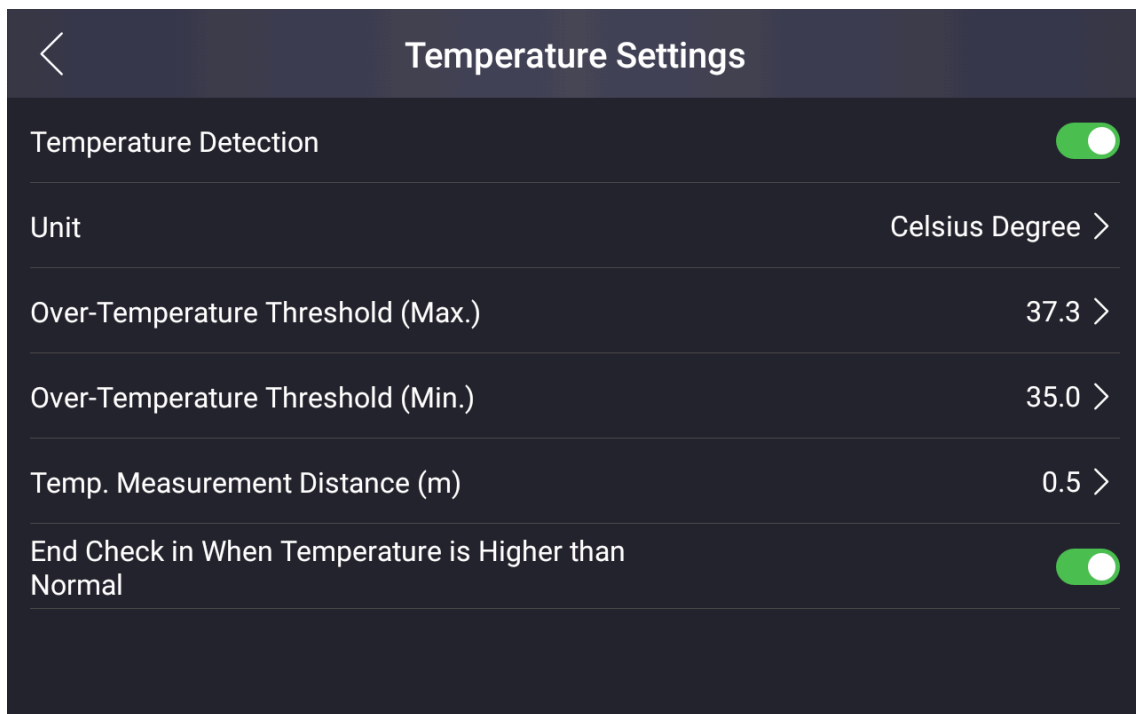 Temperature Settings
Temperature Detection
Unit Celsius Degree
Over-Temperature Threshold (Max.) 37.3
Over-Temperature Threshold (Min.) 35.0
Temp. Measurement Distance (m) 0.5
End Check in When Temperature is Higher than
Normal